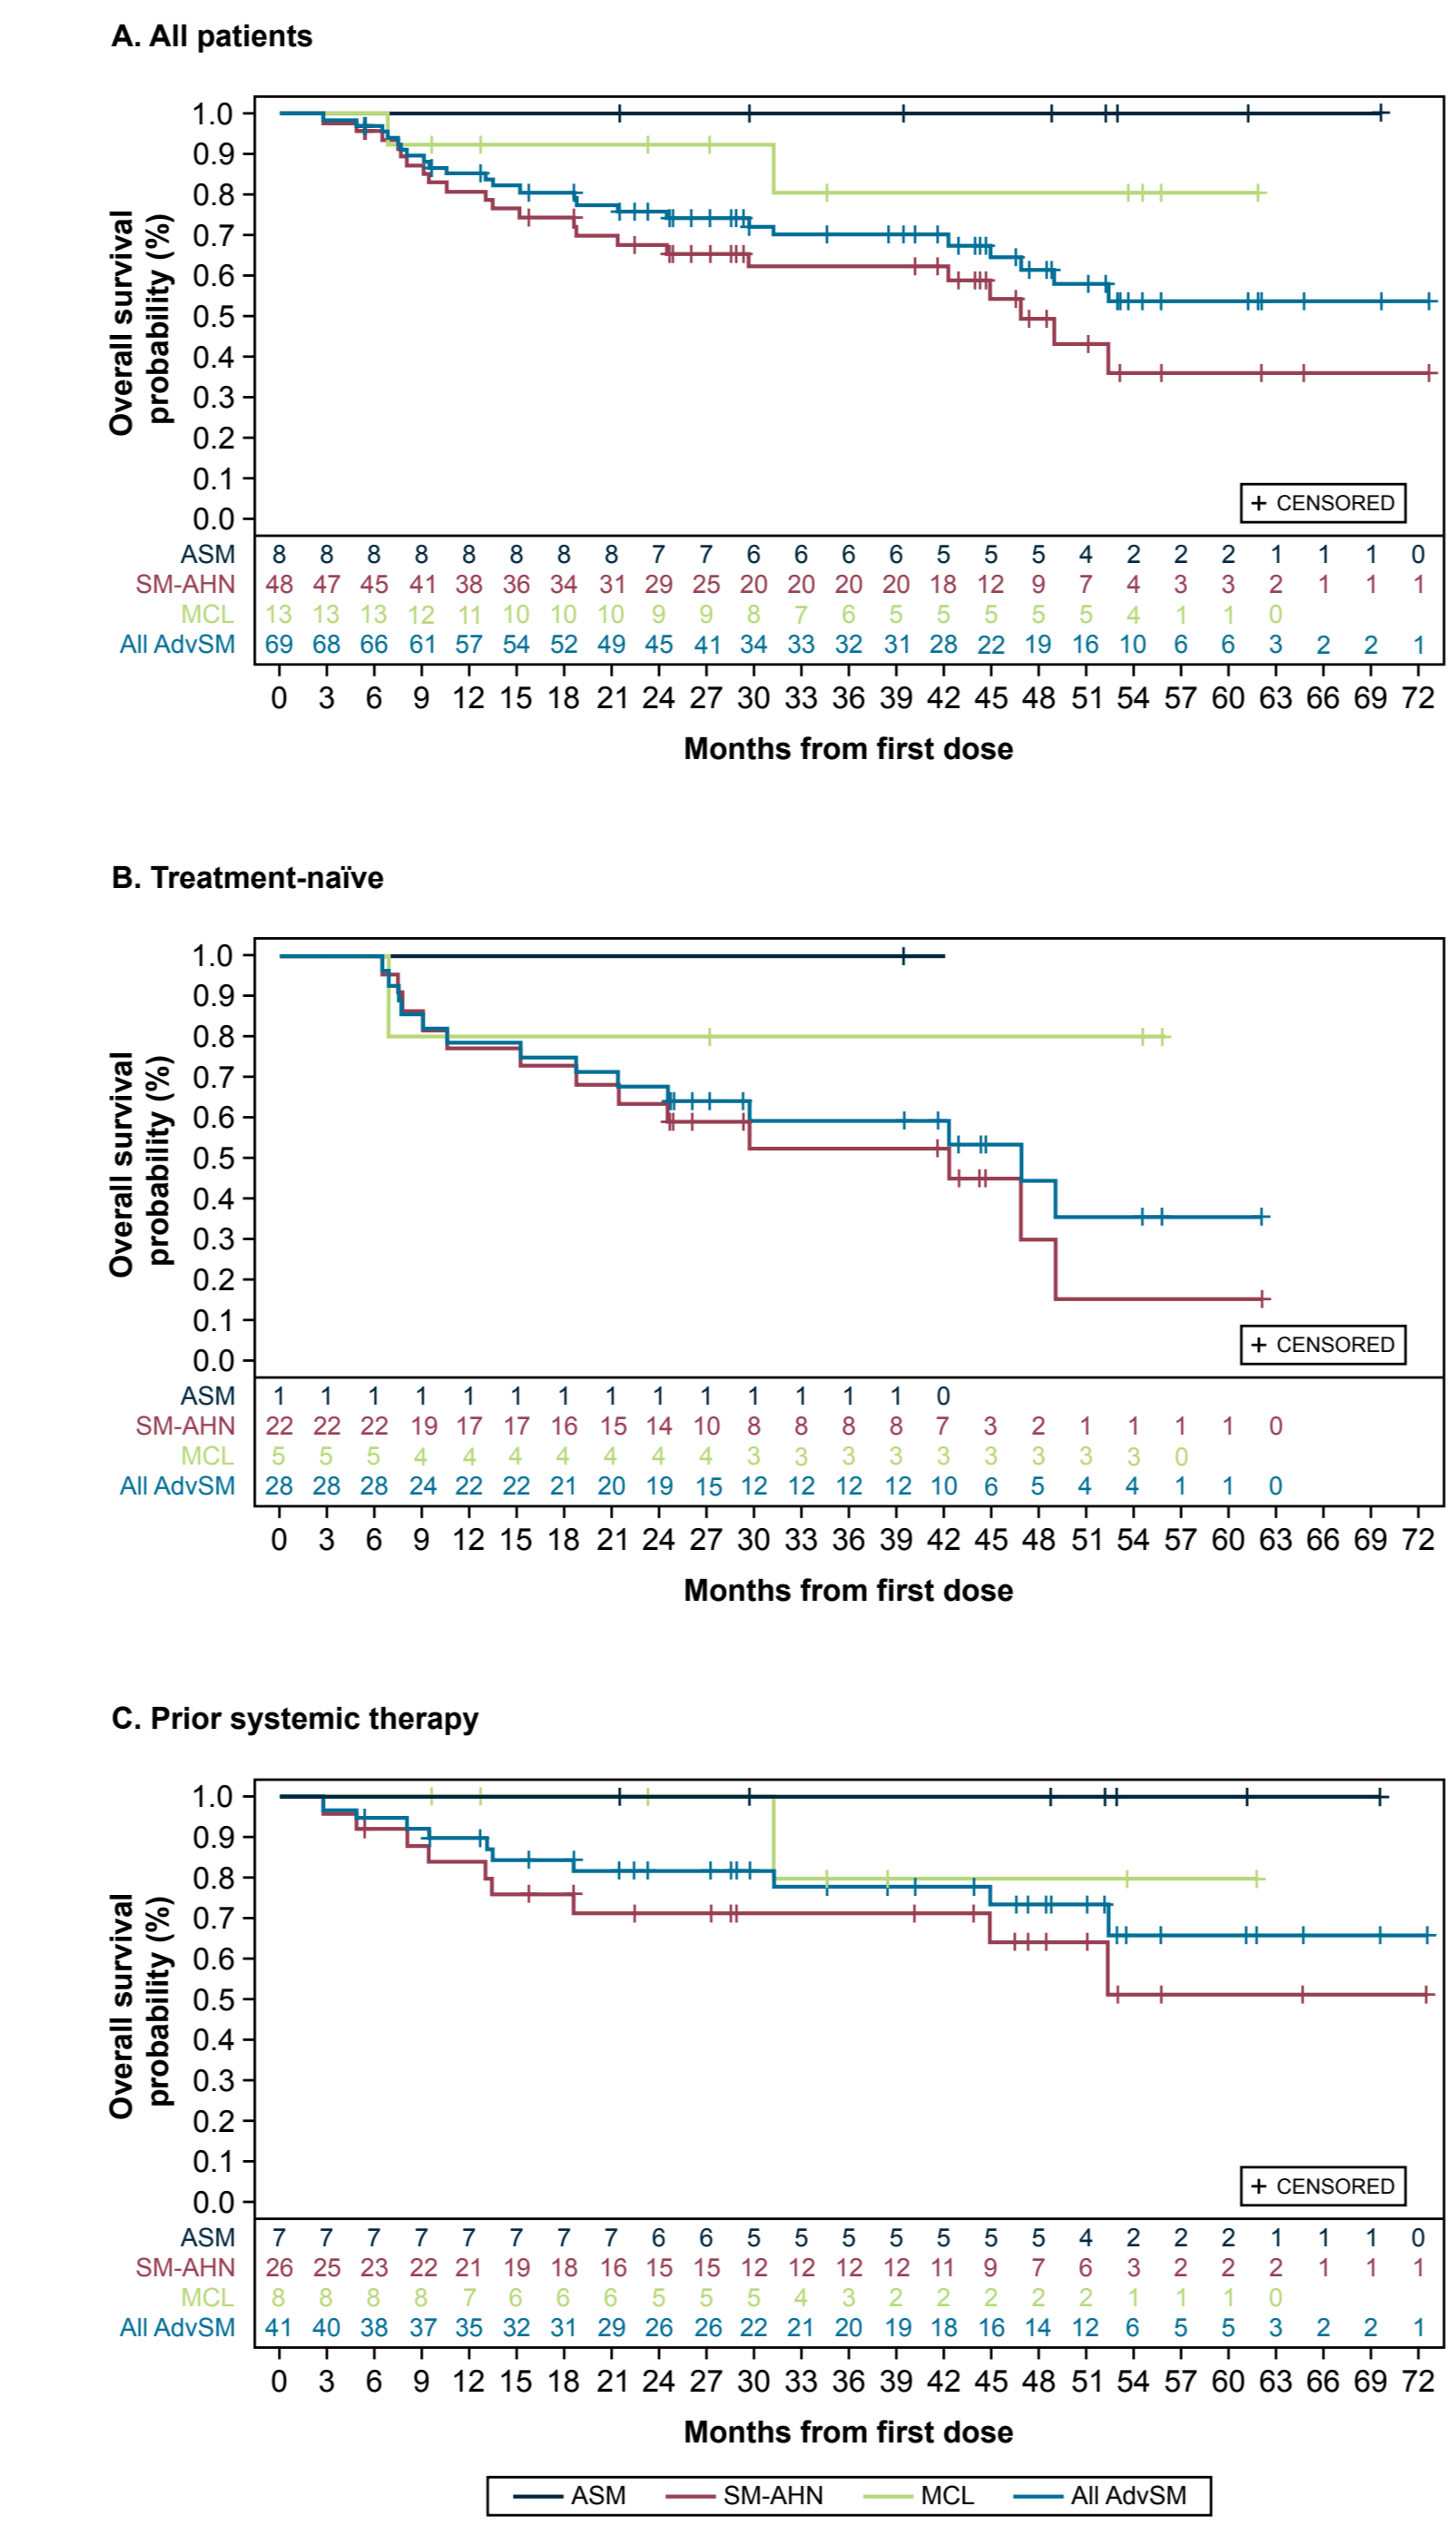 A. All patients
Overall survival
probability (%)
1.0
0.9
0.8
0.7
0.6
0.5
0.4
0.3
0.2
0.1
0.0
+ CENSORED
ASM 8 8 8 8 8 8 8 8 7 7 6 6 6 6 5 5 5 4 2 2 2 1 1 1 0
SM-AHN 48 47 45 41 38 36 34 31 29 25 20 20 20 20 18 12 9 7 4 3 3 2 1 1 1
MCL 13 13 13 12 11 10 10 10 9 9 8 7 6 5 5 5 5 5 4 1 1 0
All AdvSM 69 68 66 61 57 54 52 49 45 41 34 33 32 31 28 22 19 16 10 6 6 3 2 2 1
0 3 6 9 12 15 18 21 24 27 30 33 36 39 42 45 48 51 54 57 60 63 66 69 72
Months from first dose
B. Treatment-naïve
Overall survival
probability (%)
1.0
0.9
0.8
0.7
0.6
0.5
0.4
0.3
0.2
0.1
0.0
+ CENSORED
ASM 1 1 1 1 1 1 1 1 1 1 1 1 1 1 0
SM-AHN 22 22 22 19 17 17 16 15 14 10 8 8 8 8 7 3 2 1 1 1 1 0
MCL 5 5 5 4 4 4 4 4 4 4 3 3 3 3 3 3 3 3 3 0
All AdvSM 28 28 28 24 22 22 21 20 19 15 12 12 12 12 10 6 5 4 4 1 1 0
0 3 6 9 12 15 18 21 24 27 30 33 36 39 42 45 48 51 54 57 60 63 66 69 72
Months from first dose
C. Prior systemic therapy
Overall survival
probability (%)
1.0
0.9
0.8
0.7
0.6
0.5
0.4
0.3
0.2
0.1
0.0
+ CENSORED
ASM 7 7 7 7 7 7 7 7 6 6 5 5 5 5 5 5 5 4 2 2 2 1 1 1 0
SM-AHN 26 25 23 22 21 19 18 16 15 15 12 12 12 12 11 9 7 6 3 2 2 2 1 1 1
MCL 8 8 8 8 7 6 6 6 5 5 5 4 3 2 2 2 2 2 1 1 1 0
All AdvSM 41 40 38 37 35 32 31 29 26 26 22 21 20 19 18 16 14 12 6 5 5 3 2 2 1
0 3 6 9 12 15 18 21 24 27 30 33 36 39 42 45 48 51 54 57 60 63 66 69 72
Months from first dose
ASM SM-AHN MCL All AdvSM